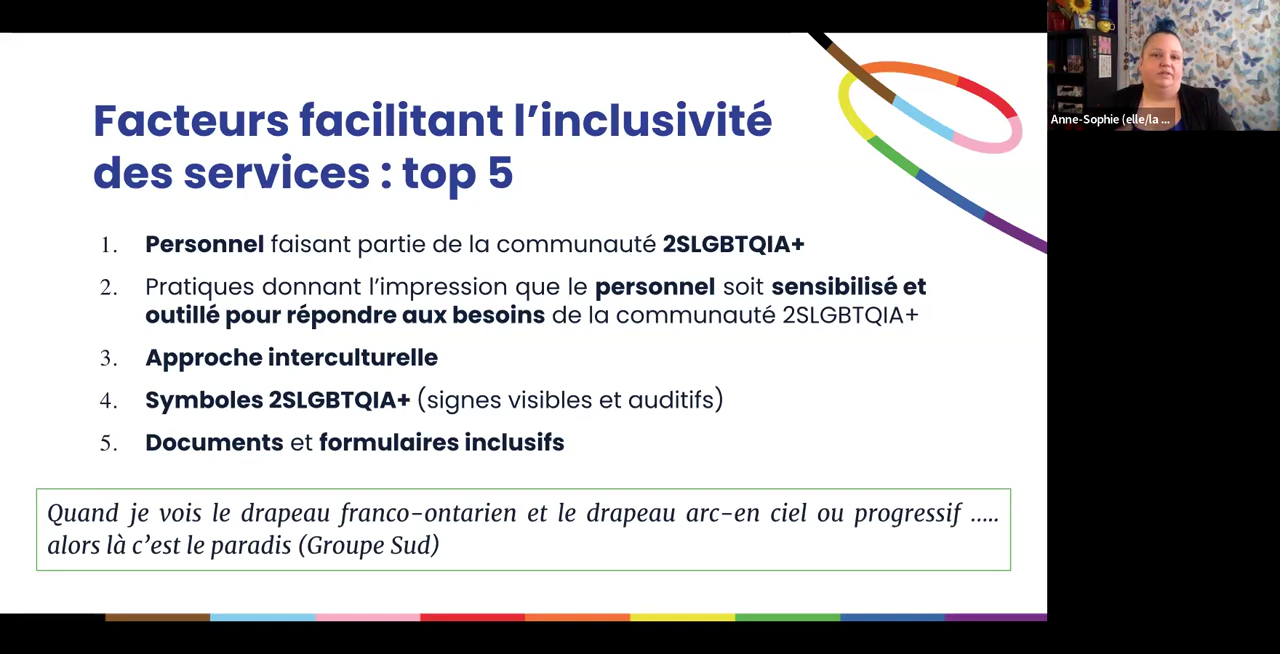 Facteurs facilitant l’inclusivité
des services : top 5
1. Personnel faisant partie de la communauté 2SLGBTQIA+
2. Pratiques donnant l’impression que le personnel soit sensibilisé et
outillé pour répondre aux besoins de la communauté 2SLGBTQIA+
3. Approche interculturelle
4. Symboles 2SLGBTQIA+ (signes visibles et auditifs)
5. Documents et formulaires inclusifs
Quand je vois le drapeau franco-ontarien et le drapeau arc-en ciel ou progressif .....
alors là c’est le paradis (Groupe Sud)
Anne-Sophie (elle/la ...